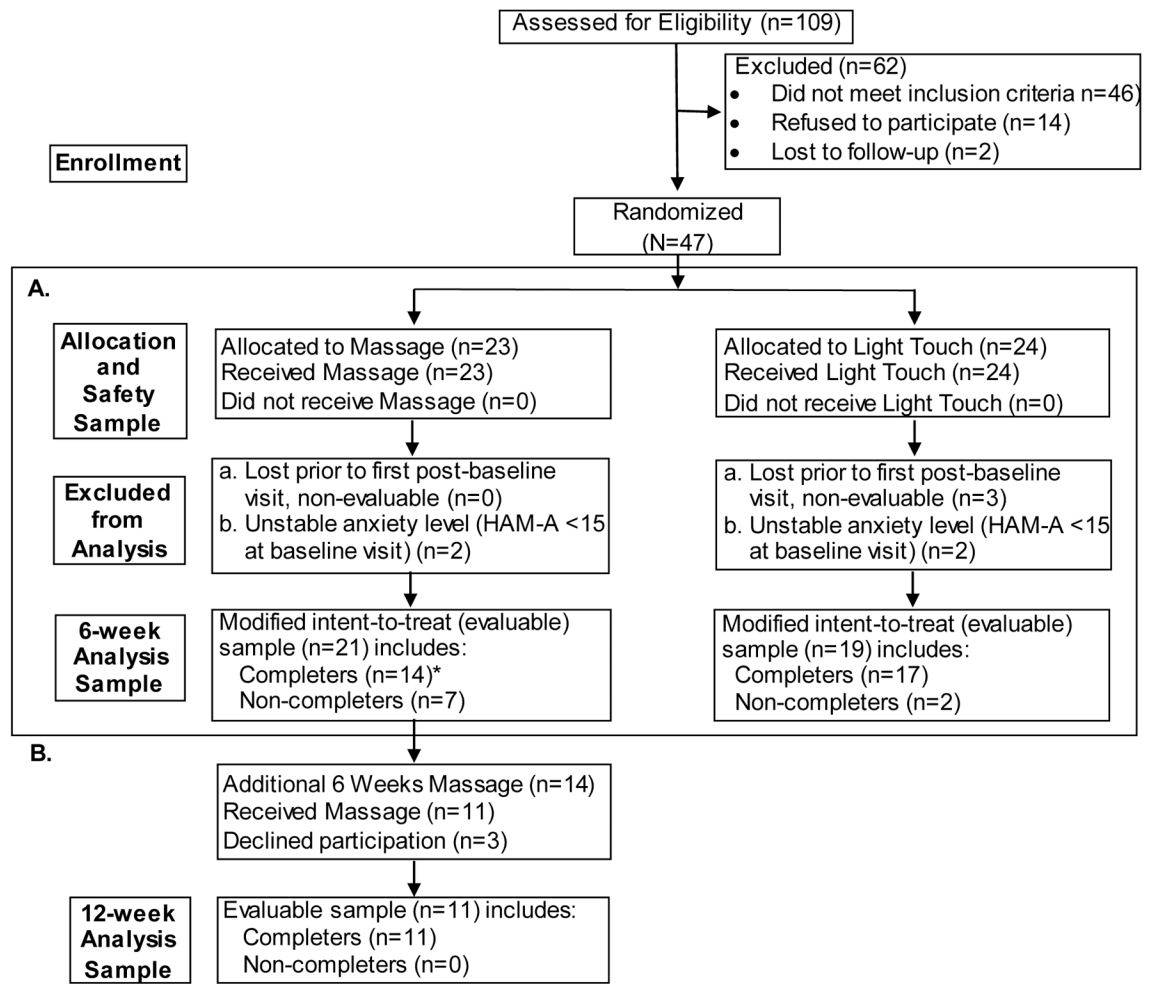 Assessed for Eligibility (n=109)
Excluded (n=62)
• Did not meet inclusion criteria n=46)
• Refused to participate (n=14)
• Lost to follow-up (n=2)
Enrollment
Randomized
(N=47)
A.
Allocation
and
Safety
Sample
Allocated to Massage (n=23)
Received Massage (n=23)
Did not receive Massage (n=0)
Allocated to Light Touch (n=24)
Received Light Touch (n=24)
Did not receive Light Touch (n=0)
Excluded
from
Analysis
a. Lost prior to first post-baseline
visit, non-evaluable (n=0)
b. Unstable anxiety level (HAM-A <15
at baseline visit) (n=2)
a. Lost prior to first post-baseline
visit, non-evaluable (n=3)
b. Unstable anxiety level (HAM-A <15
at baseline visit) (n=2)
6-week
Analysis
Sample
Modified intent-to-treat (evaluable)
sample (n=21) includes:
Completers (n=14)*
Non-completers (n=7)
Modified intent-to-treat (evaluable)
sample (n=19) includes:
Completers (n=17)
Non-completers (n=2)
B.
Additional 6 Weeks Massage (n=14)
Received Massage (n=11)
Declined participation (n=3)
12-week
Analysis
Sample
Evaluable sample (n=11) includes:
Completers (n=11)
Non-completers (n=0)